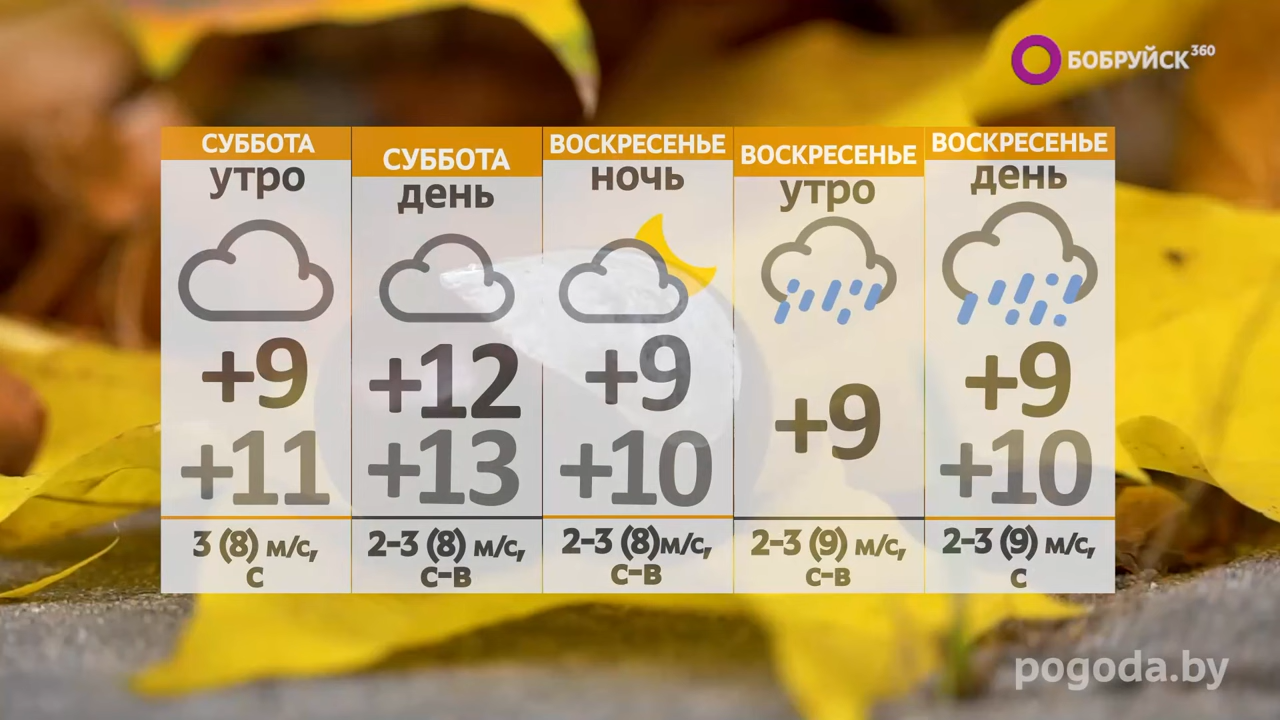 БОБРУЙСК360
СУББОТА
утро
+9
+11
3 (8) м/с,
с
СУББОТА
день
+12
+13
2-3 (8) м/с,
с-в
ВОСКРЕСЕНЬЕ
ночь
+9
+10
2-3 (8)м/с,
с-в
ВОСКРЕСЕНЬЕ
утро
+9
2-3 (9) м/с,
с-в
ВОСКРЕСЕНЬЕ
день
+9
+10
2-3 (9) м/с,
с
pogoda.by